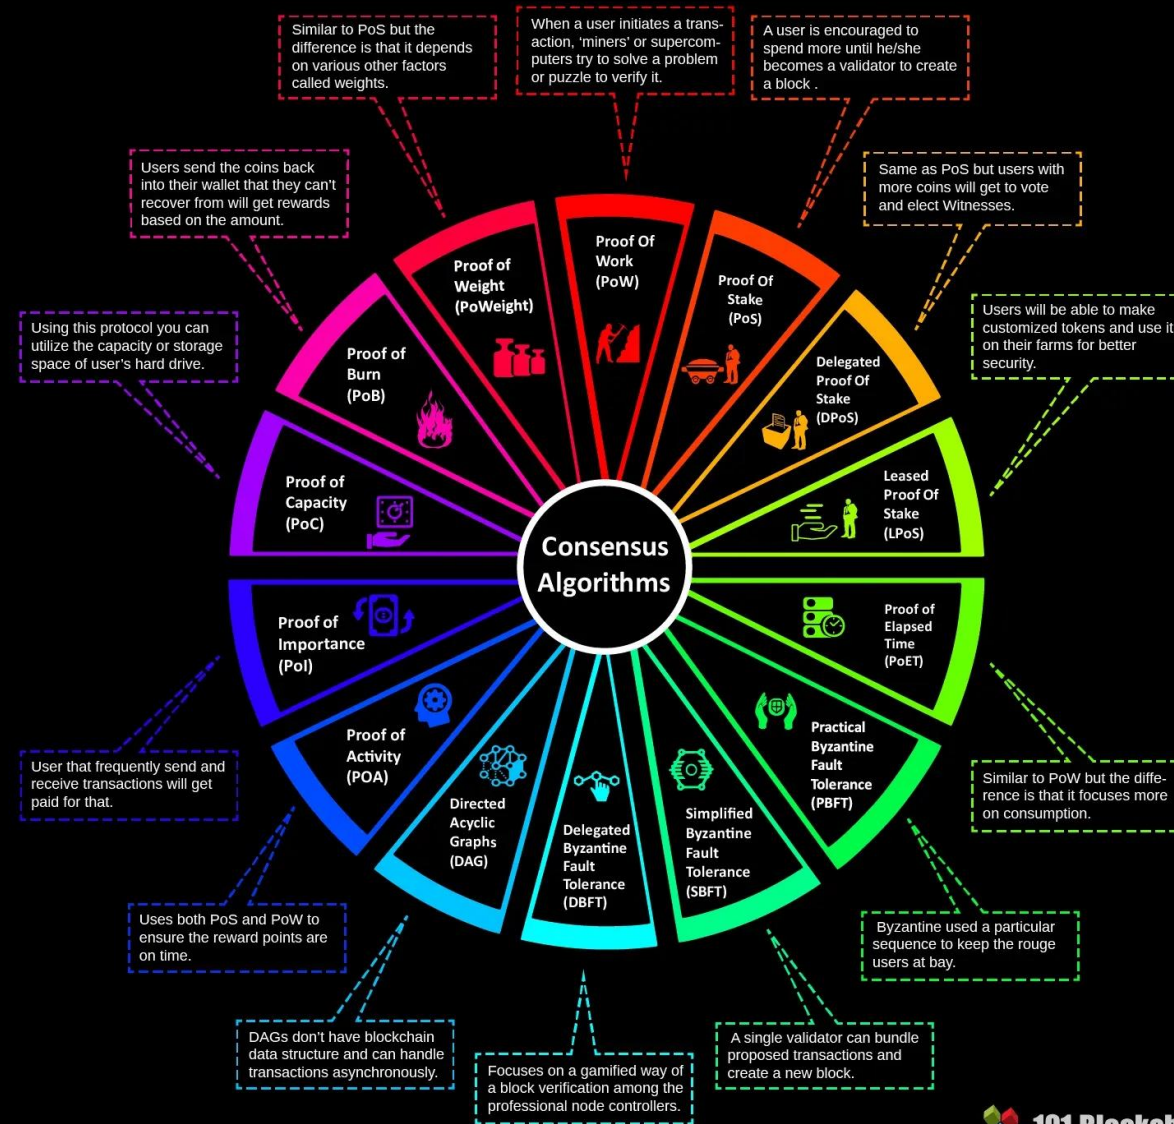 Similar to PoS but the
difference is that it depends
on various other factors
called weights.
When a user initiates a trans-
action, ‘miners’ or supercom-
puters try to solve a problem
or puzzle to verify it.
A user is encouraged to
spend more until he/she
becomes a validator to create
a block .
Users send the coins back
into their wallet that they can’t
recover from will get rewards
based on the amount.
Same as PoS but users with
more coins will get to vote
and elect Witnesses.
Using this protocol you can
utilize the capacity or storage
space of user’s hard drive.
Users will be able to make
customized tokens and use it
on their farms for better
security.
Proof of
Weight
(PoWeight)
Proof Of
Work
(PoW)
Proof Of
Stake
(PoS)
Proof of
Burn
(PoB)
Delegated
Proof Of
Stake
(DPoS)
Proof of
Capacity
(PoC)
Leased
Proof Of
Stake
(LPoS)
Consensus
Algorithms
Proof of
Importance
(PoI)
Proof of
Elapsed
Time
(PoET)
Proof of
Activity
(POA)
Directed
Acyclic
Graphs
(DAG)
Delegated
Byzantine
Fault
Tolerance
(DBFT)
Simplified
Byzantine
Fault
Tolerance
(SBFT)
Practical
Byzantine
Fault
Tolerance
(PBFT)
User that frequently send and
receive transactions will get
paid for that.
Similar to PoW but the diffe-
rence is that it focuses more
on consumption.
Uses both PoS and PoW to
ensure the reward points are
on time.
Byzantine used a particular
sequence to keep the rouge
users at bay.
DAGs don’t have blockchain
data structure and can handle
transactions asynchronously.
Focuses on a gamified way of
a block verification among the
professional node controllers.
A single validator can bundle
proposed transactions and
create a new block.
101